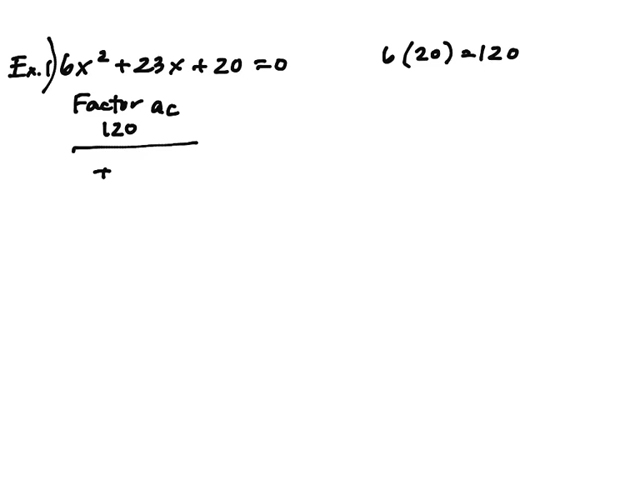 Ex.1) 6x² + 23x + 20 = 0
6 (20) = 120
Factor ac
120
+